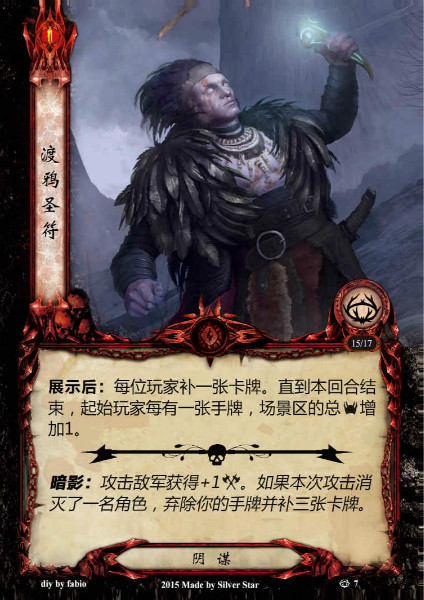 渡鸦圣符
15/17
展示后：每位玩家补一张卡牌。直到本回合结
束，起始玩家每有一张手牌，场景区的总增
加1。
暗影：攻击敌军获得+1。如果本次攻击消
灭了一名角色，弃除你的手牌并补三张卡牌。
阴谋
diy by fabio
2015 Made by Silver Star
7